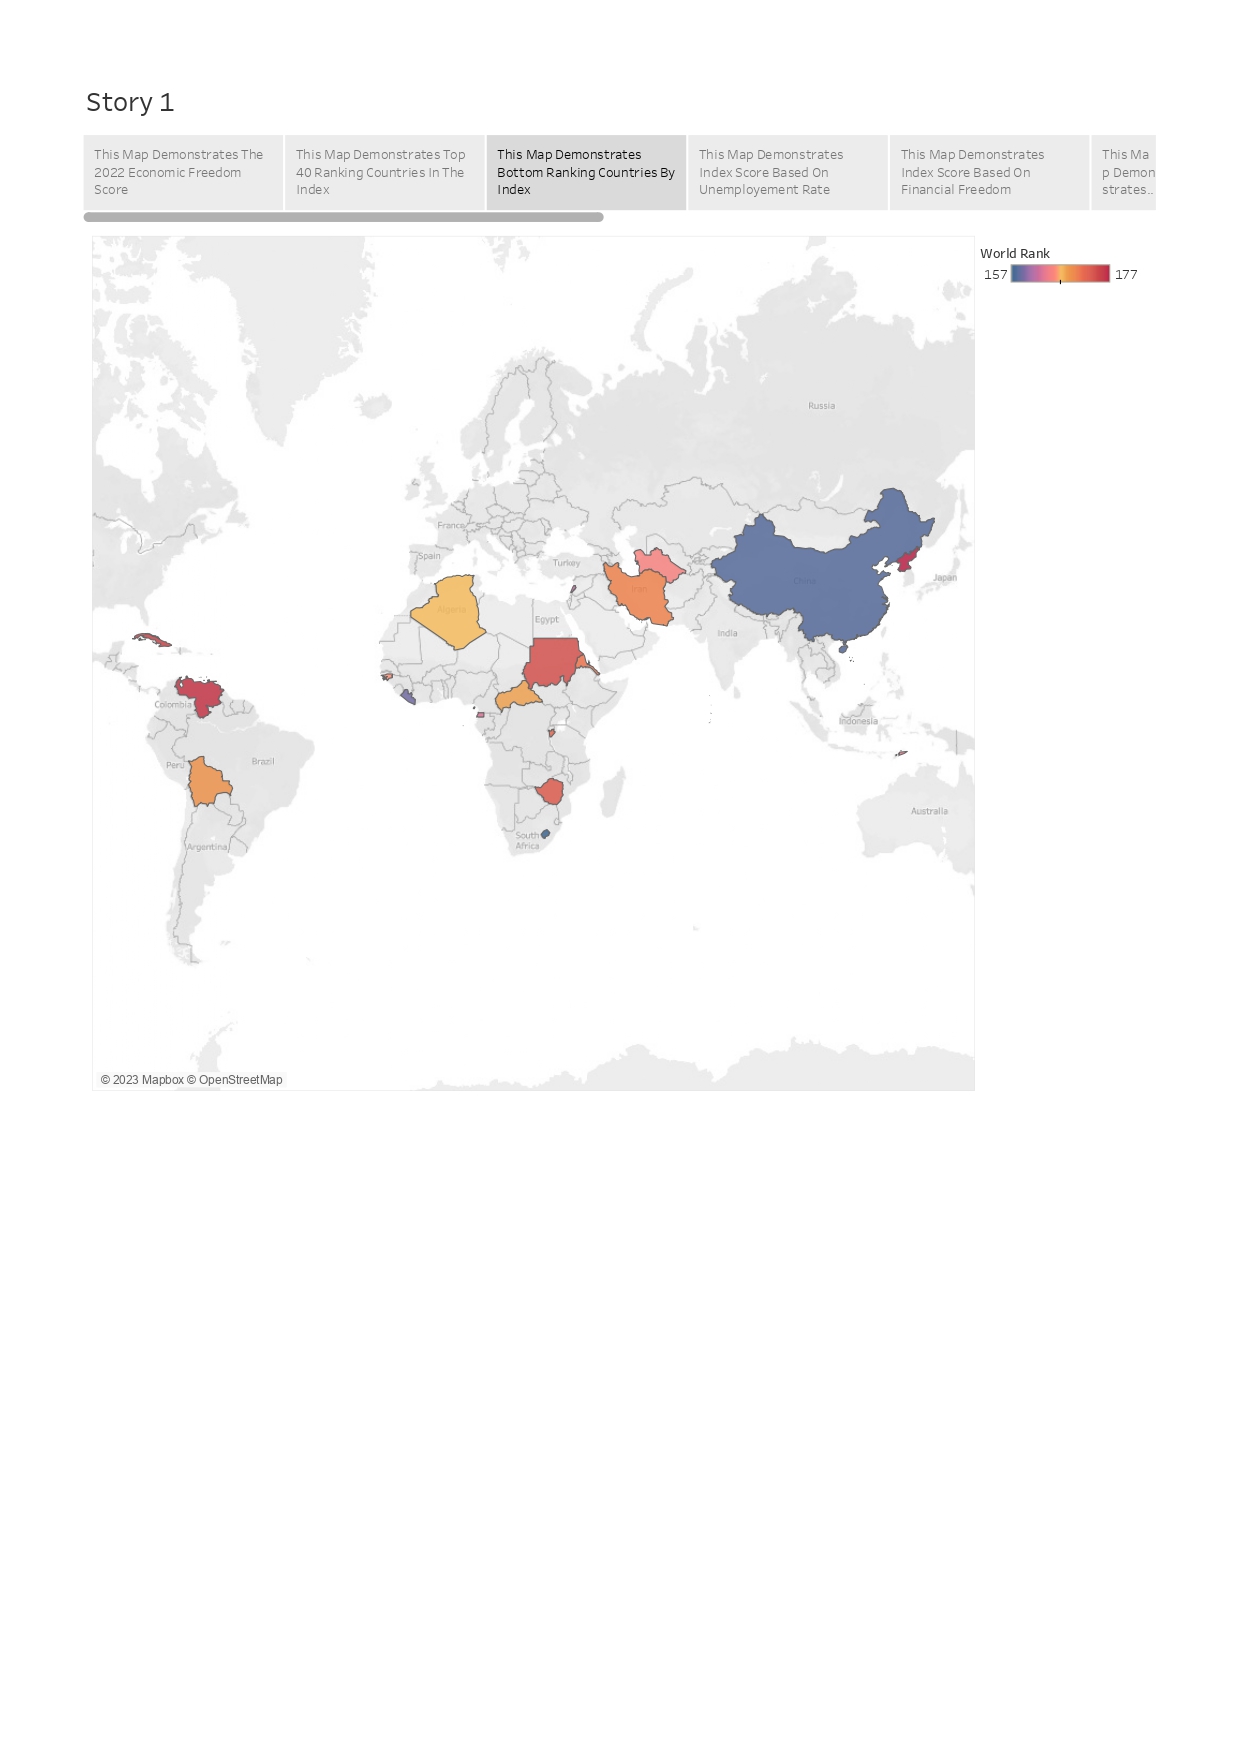 Story 1
This Map Demonstrates The
2022 Economic Freedom
Score
This Map Demonstrates Top
40 Ranking Countries In The
Index
This Map Demonstrates
Bottom Ranking Countries By
Index
This Map Demonstrates
Index Score Based On
Unemployement Rate
This Map Demonstrates
Index Score Based On
Financial Freedom
This Ma
p Demon
strates..
World Rank
157
177
Russia
France
Spain
Turkey
China
Japan
Iran
Algeria
Egypt
India
Colombia
Indonesia
Peru
Brazil
Australia
South
Africa
Argentina
© 2023 Mapbox © OpenStreetMap